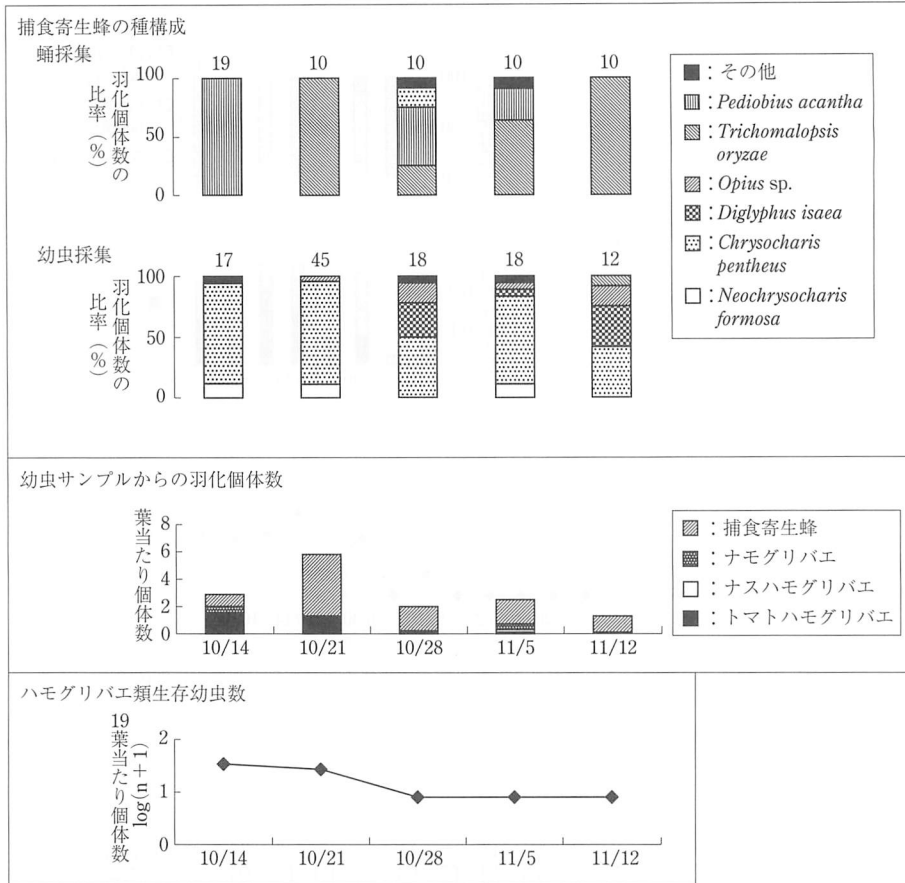 捕食寄生蜂の種構成
蛹採集
羽化個体数の
比率（%）
100
50
0
19
10
10
10
10
幼虫採集
羽化個体数の
比率（%）
100
50
0
17
45
18
18
12
：その他
：Pediobius acantha
：Trichomalopsis
oryzae
：Opius sp.
：Diglyphus isaea
：Chrysocharis
pentheus
：Neochrysocharis
formosa
幼虫サンプルからの羽化個体数
葉当たり個体数
8
6
4
2
0
10/14
10/21
10/28
11/5
11/12
：捕食寄生蜂
：ナモグリバエ
：ナスハモグリバエ
：トマトハモグリバエ
ハモグリバエ類生存幼虫数
19葉当たり個体数
log(n＋1)
2
1
0
10/14
10/21
10/28
11/5
11/12